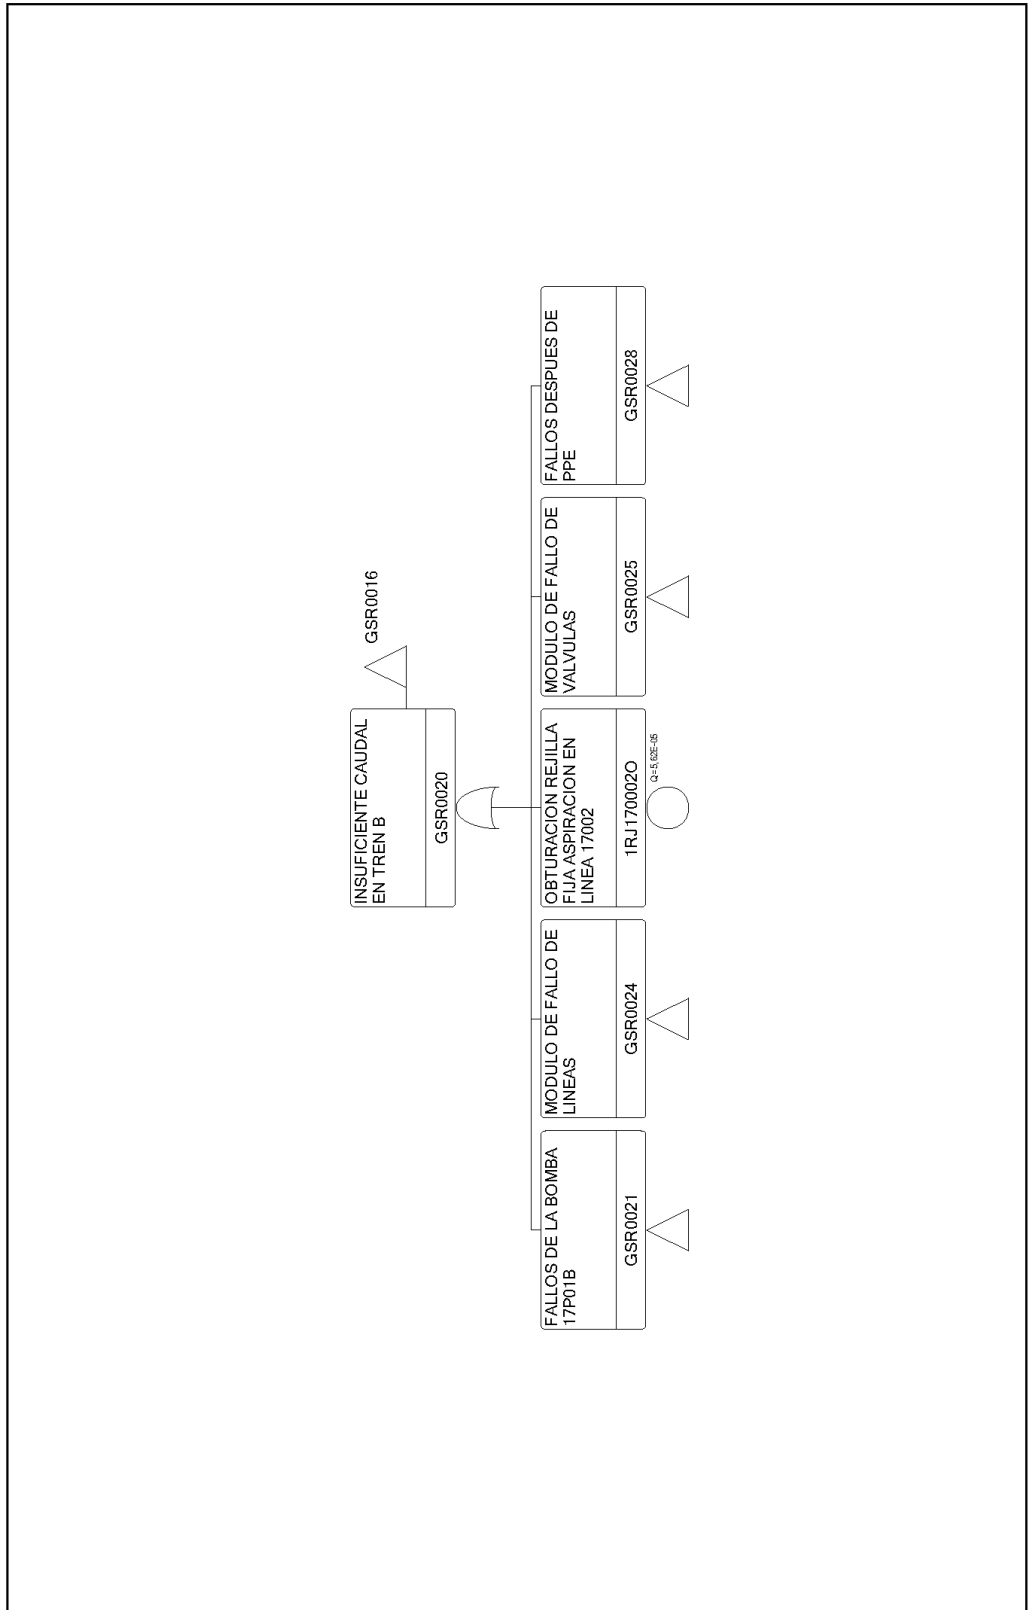 INSUFICIENTE CAUDAL
EN TREN B
GSR0020
GSR0016
FALLOS DE LA BOMBA
17P01B
GSR0021
MODULO DE FALLO DE
LINEAS
GSR0024
OBTURACION REJILLA
FIJA ASPIRACION EN
LINEA 17002
1RJ170002O
Q=5,62E-05
MODULO DE FALLO DE
VALVULAS
GSR0025
FALLOS DESPUES DE
PPE
GSR0028